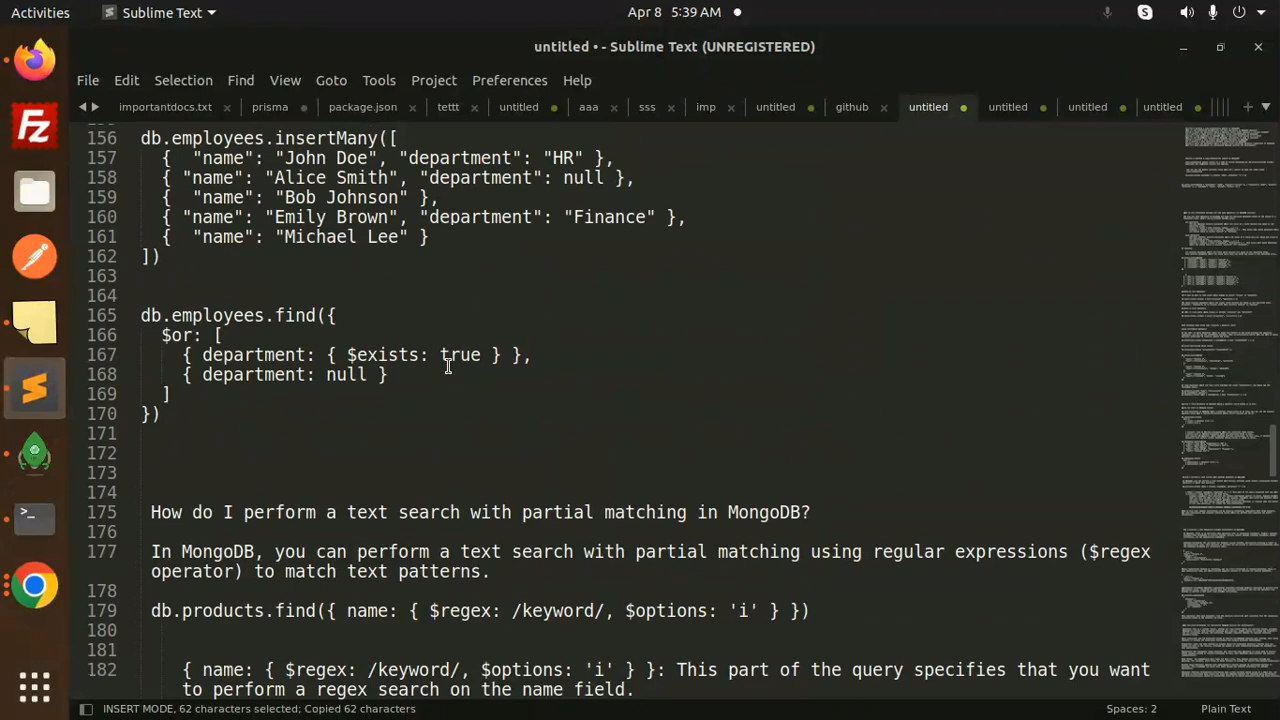 Activities
Sublime Text
Apr 8 5:39 AM
untitled • - Sublime Text (UNREGISTERED)
File Edit Selection Find View Goto Tools Project Preferences Help
importantdocs.txt prisma package.json tettt untitled aaa sss imp untitled github untitled untitled untitled untitled
156 db.employees.insertMany([
157 { "name": "John Doe", "department": "HR" },
158 { "name": "Alice Smith", "department": null },
159 { "name": "Bob Johnson" },
160 { "name": "Emily Brown", "department": "Finance" },
161 { "name": "Michael Lee" }
162 ])
163
164
165 db.employees.find({
166 $or: [
167 { department: { $exists: true } },
168 { department: null }
169 ]
170 })
171
172
173
174
175 How do I perform a text search with partial matching in MongoDB?
176
177 In MongoDB, you can perform a text search with partial matching using regular expressions ($regex
operator) to match text patterns.
178
179 db.products.find({ name: { $regex: /keyword/, $options: 'i' } })
180
181
182 { name: { $regex: /keyword/, $options: 'i' } }: This part of the query specifies that you want
to perform a regex search on the name field.
INSERT MODE, 62 characters selected; Copied 62 characters
Spaces: 2
Plain Text